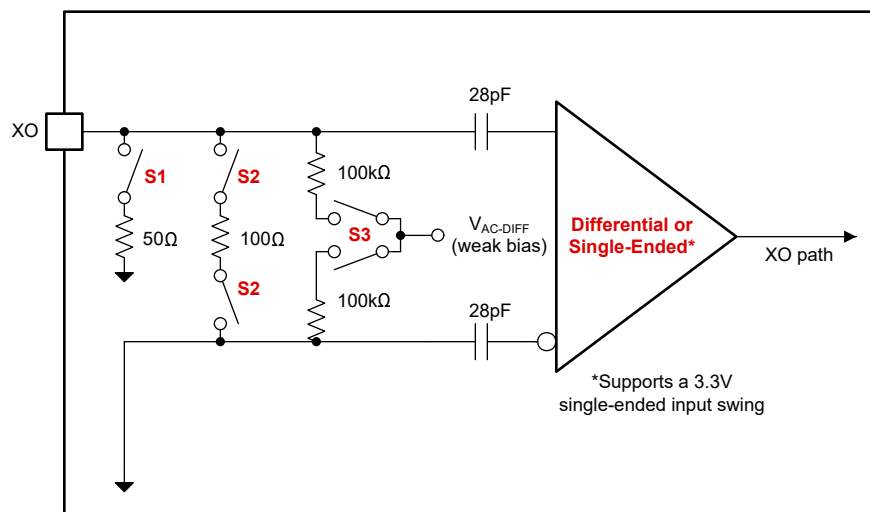 28pF
XO
S1
S2
100kΩ
50Ω
100Ω
S3
V_AC-DIFF
(weak bias)
Differential or
Single-Ended*
XO path
S2
100kΩ
28pF
*Supports a 3.3V
single-ended input swing